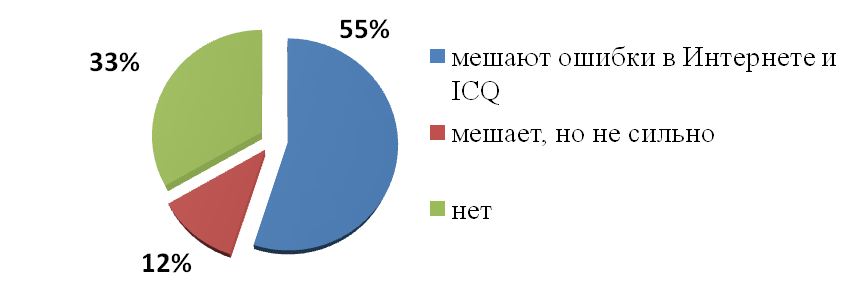 55%
33%
12%
мешают ошибки в Интернете и
ICQ
мешает, но не сильно
нет